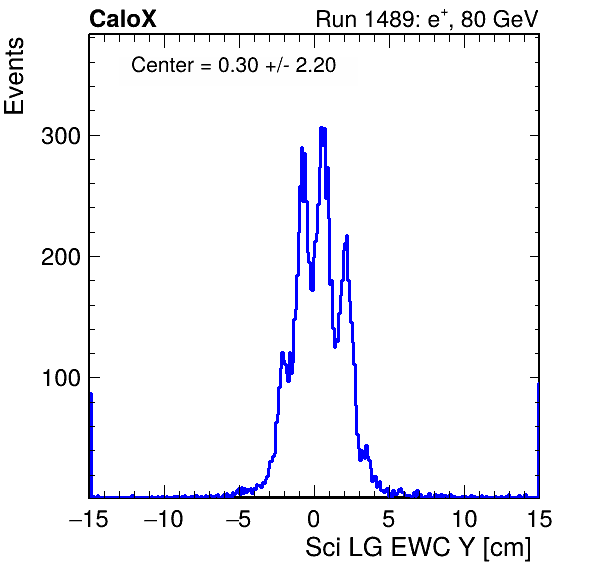 CaloX Run 1489: e⁺, 80 GeV
Events
Center = 0.30 +/- 2.20
300
200
100
−15 −10 −5 0 5 10 15
Sci LG EWC Y [cm]